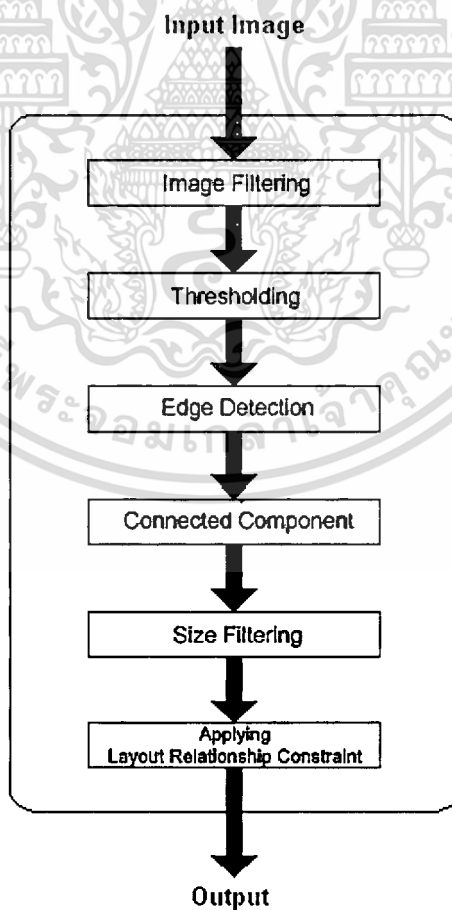 Input Image
Image Filtering
Thresholding
Edge Detection
Connected Component
Size Filtering
Applying
Layout Relationship Constraint
Output